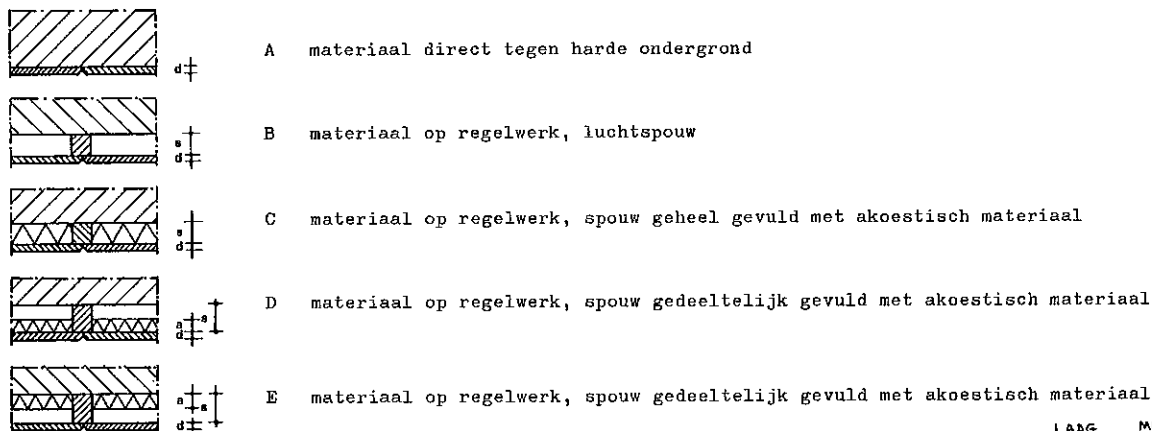 d
A materiaal direct tegen harde ondergrond
s
d
B materiaal op regelwerk, luchtspouw
s
d
C materiaal op regelwerk, spouw geheel gevuld met akoestisch materiaal
a s
d
D materiaal op regelwerk, spouw gedeeltelijk gevuld met akoestisch materiaal
a s
d
E materiaal op regelwerk, spouw gedeeltelijk gevuld met akoestisch materiaal
LAAG M